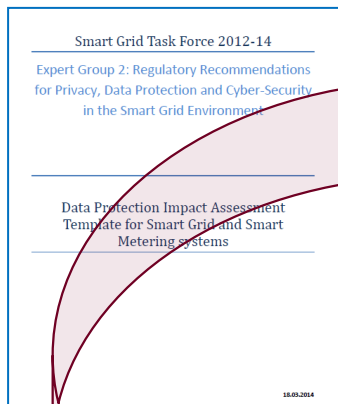 Smart Grid Task Force 2012-14
Expert Group 2: Regulatory Recommendations
for Privacy, Data Protection and Cyber-Security
in the Smart Grid Environment
Data Protection Impact Assessment
Template for Smart Grid and Smart
Metering systems
18.03.2014